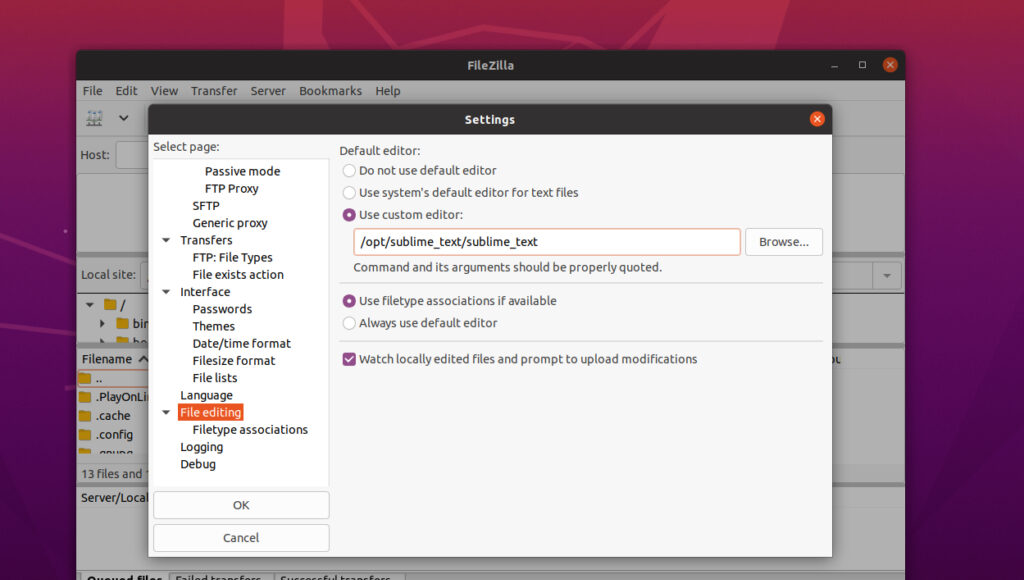 FileZilla
File Edit View Transfer Server Bookmarks Help
Settings
Host:
Select page:
Passive mode
FTP Proxy
SFTP
Generic proxy
Transfers
FTP: File Types
File exists action
Interface
Passwords
Themes
Date/time format
Filesize format
File lists
Language
File editing
Filetype associations
Logging
Debug
OK
Cancel
Default editor:
Do not use default editor
Use system's default editor for text files
Use custom editor:
/opt/sublime_text/sublime_text
Browse...
Command and its arguments should be properly quoted.
Use filetype associations if available
Always use default editor
Watch locally edited files and prompt to upload modifications
Local site:
/
bin
Filename
..
.PlayOnLi
.cache
.config
13 files and
Server/Local
Queued files Failed transfers Successful transfers